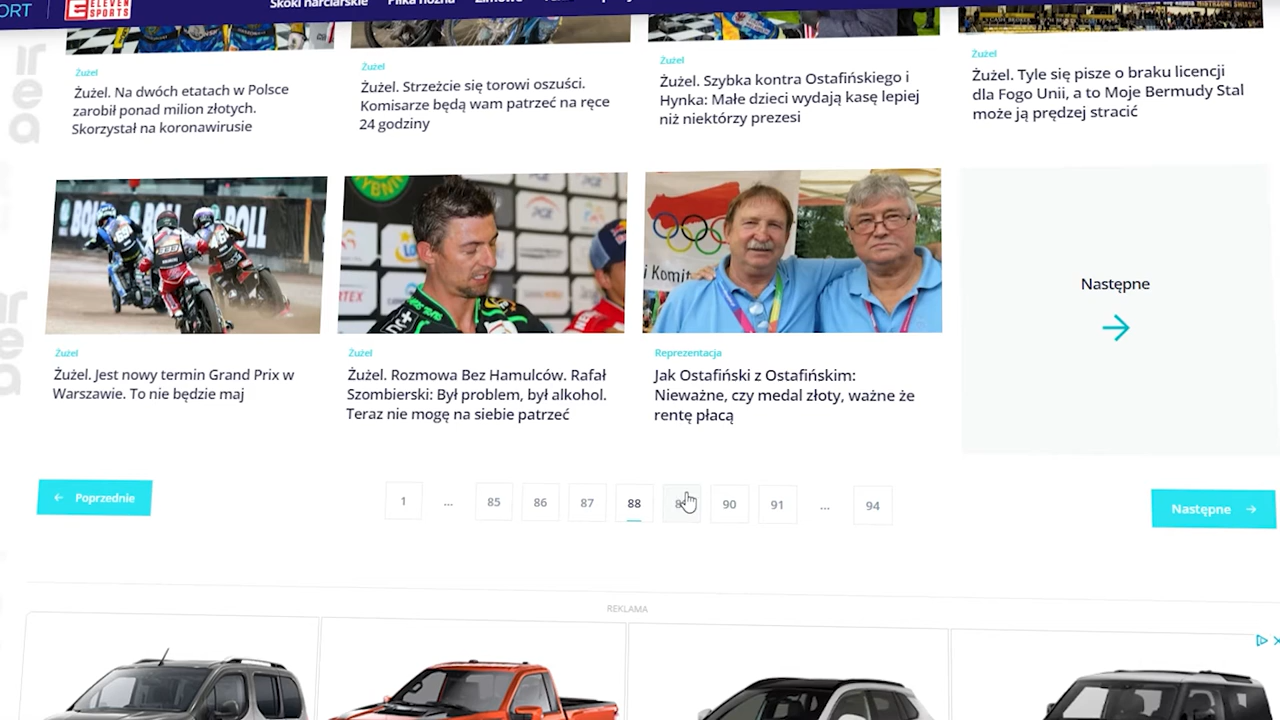 ORT
ELEVEN
SPORTS
Skoki narciarskie
Piłka nożna
Żużel
Żużel. Na dwóch etatach w Polsce
zarobił ponad milion złotych.
Skorzystał na koronawirusie
Żużel
Żużel. Strzeżcie się torowi oszuści.
Komisarze będą wam patrzeć na ręce
24 godziny
Żużel
Żużel. Szybka kontra Ostafińskiego i
Hynka: Małe dzieci wydają kasę lepiej
niż niektórzy prezesi
Żużel
Żużel. Tyle się pisze o braku licencji
dla Fogo Unii, a to Moje Bermudy Stal
może ją prędzej stracić
BOLL BOLL
i Komit
Żużel
Żużel. Jest nowy termin Grand Prix w
Warszawie. To nie będzie maj
Żużel
Żużel. Rozmowa Bez Hamulców. Rafał
Szombierski: Był problem, był alkohol.
Teraz nie mogę na siebie patrzeć
Reprezentacja
Jak Ostafiński z Ostafińskim:
Nieważne, czy medal złoty, ważne że
rentę płacą
Następne
Poprzednie
1 ... 85 86 87 88 90 91 ... 94
Następne
REKLAMA